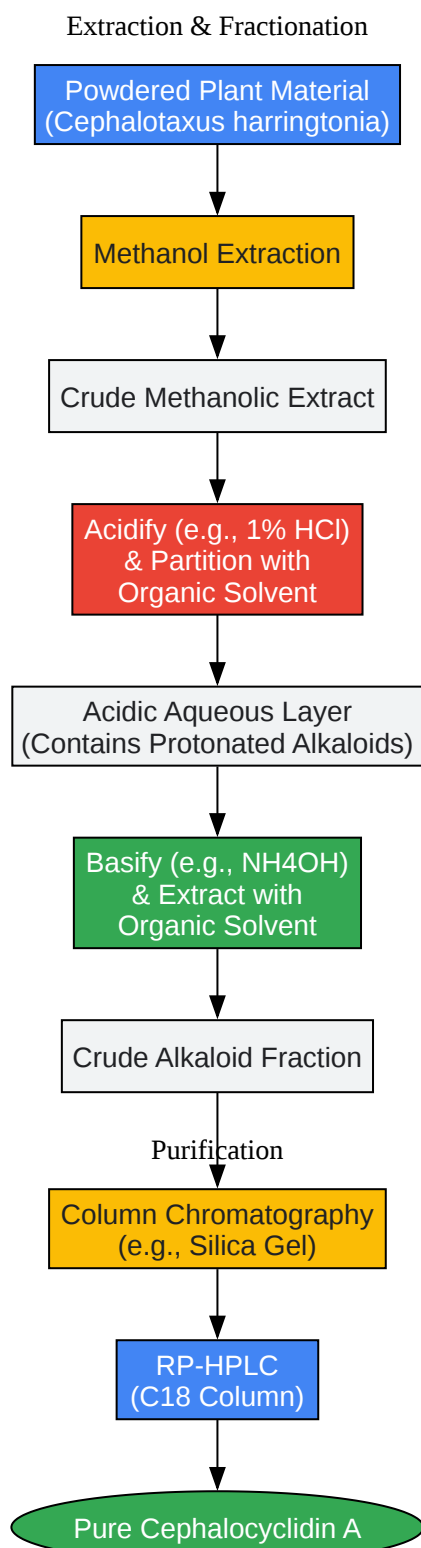 Extraction & Fractionation
Powdered Plant Material
(Cephalotaxus harringtonia)
Methanol Extraction
Crude Methanolic Extract
Acidify (e.g., 1% HCl)
& Partition with
Organic Solvent
Acidic Aqueous Layer
(Contains Protonated Alkaloids)
Basify (e.g., NH4OH)
& Extract with
Organic Solvent
Crude Alkaloid Fraction
Purification
Column Chromatography
(e.g., Silica Gel)
RP-HPLC
(C18 Column)
Pure Cephalocyclidin A